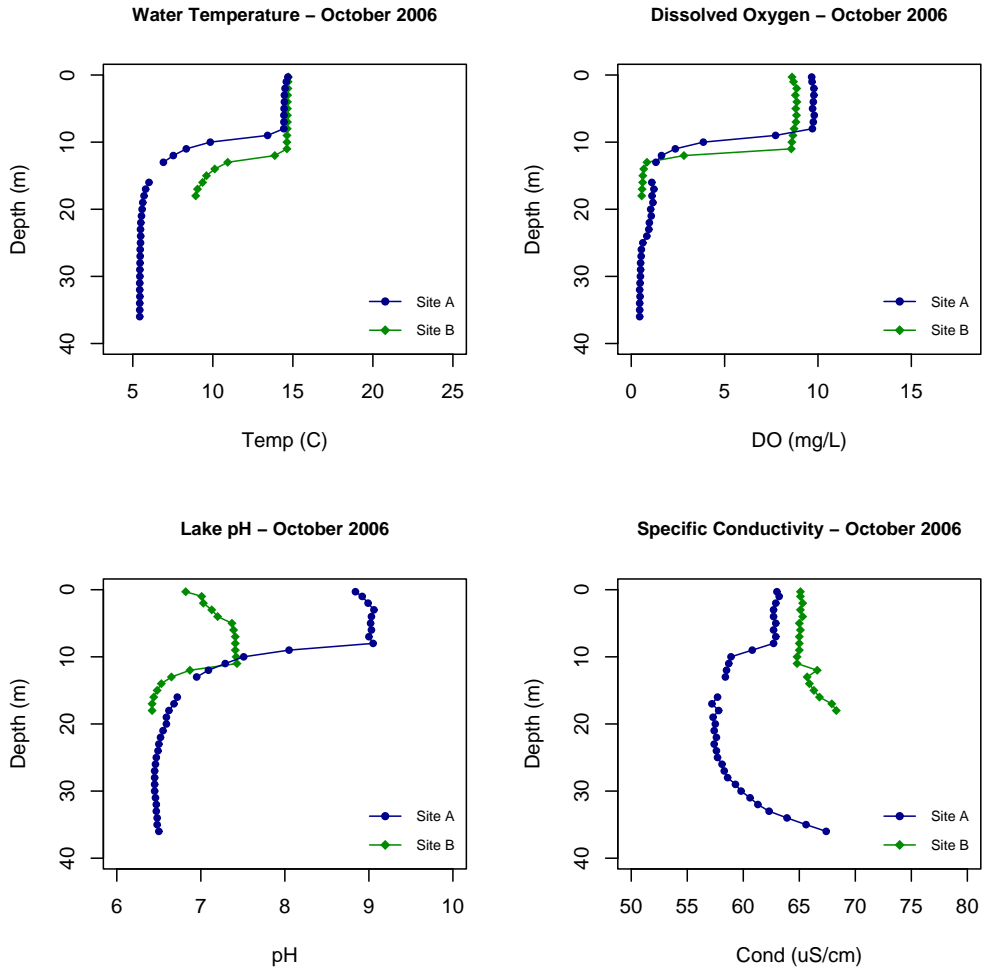 Water Temperature – October 2006
0
10
20
30
40
Depth (m)
5 10 15 20 25
Temp (C)
Site A
Site B
Dissolved Oxygen – October 2006
0
10
20
30
40
Depth (m)
0 5 10 15
DO (mg/L)
Site A
Site B
Lake pH – October 2006
0
10
20
30
40
Depth (m)
6 7 8 9 10
pH
Site A
Site B
Specific Conductivity – October 2006
0
10
20
30
40
Depth (m)
50 55 60 65 70 75 80
Cond (uS/cm)
Site A
Site B